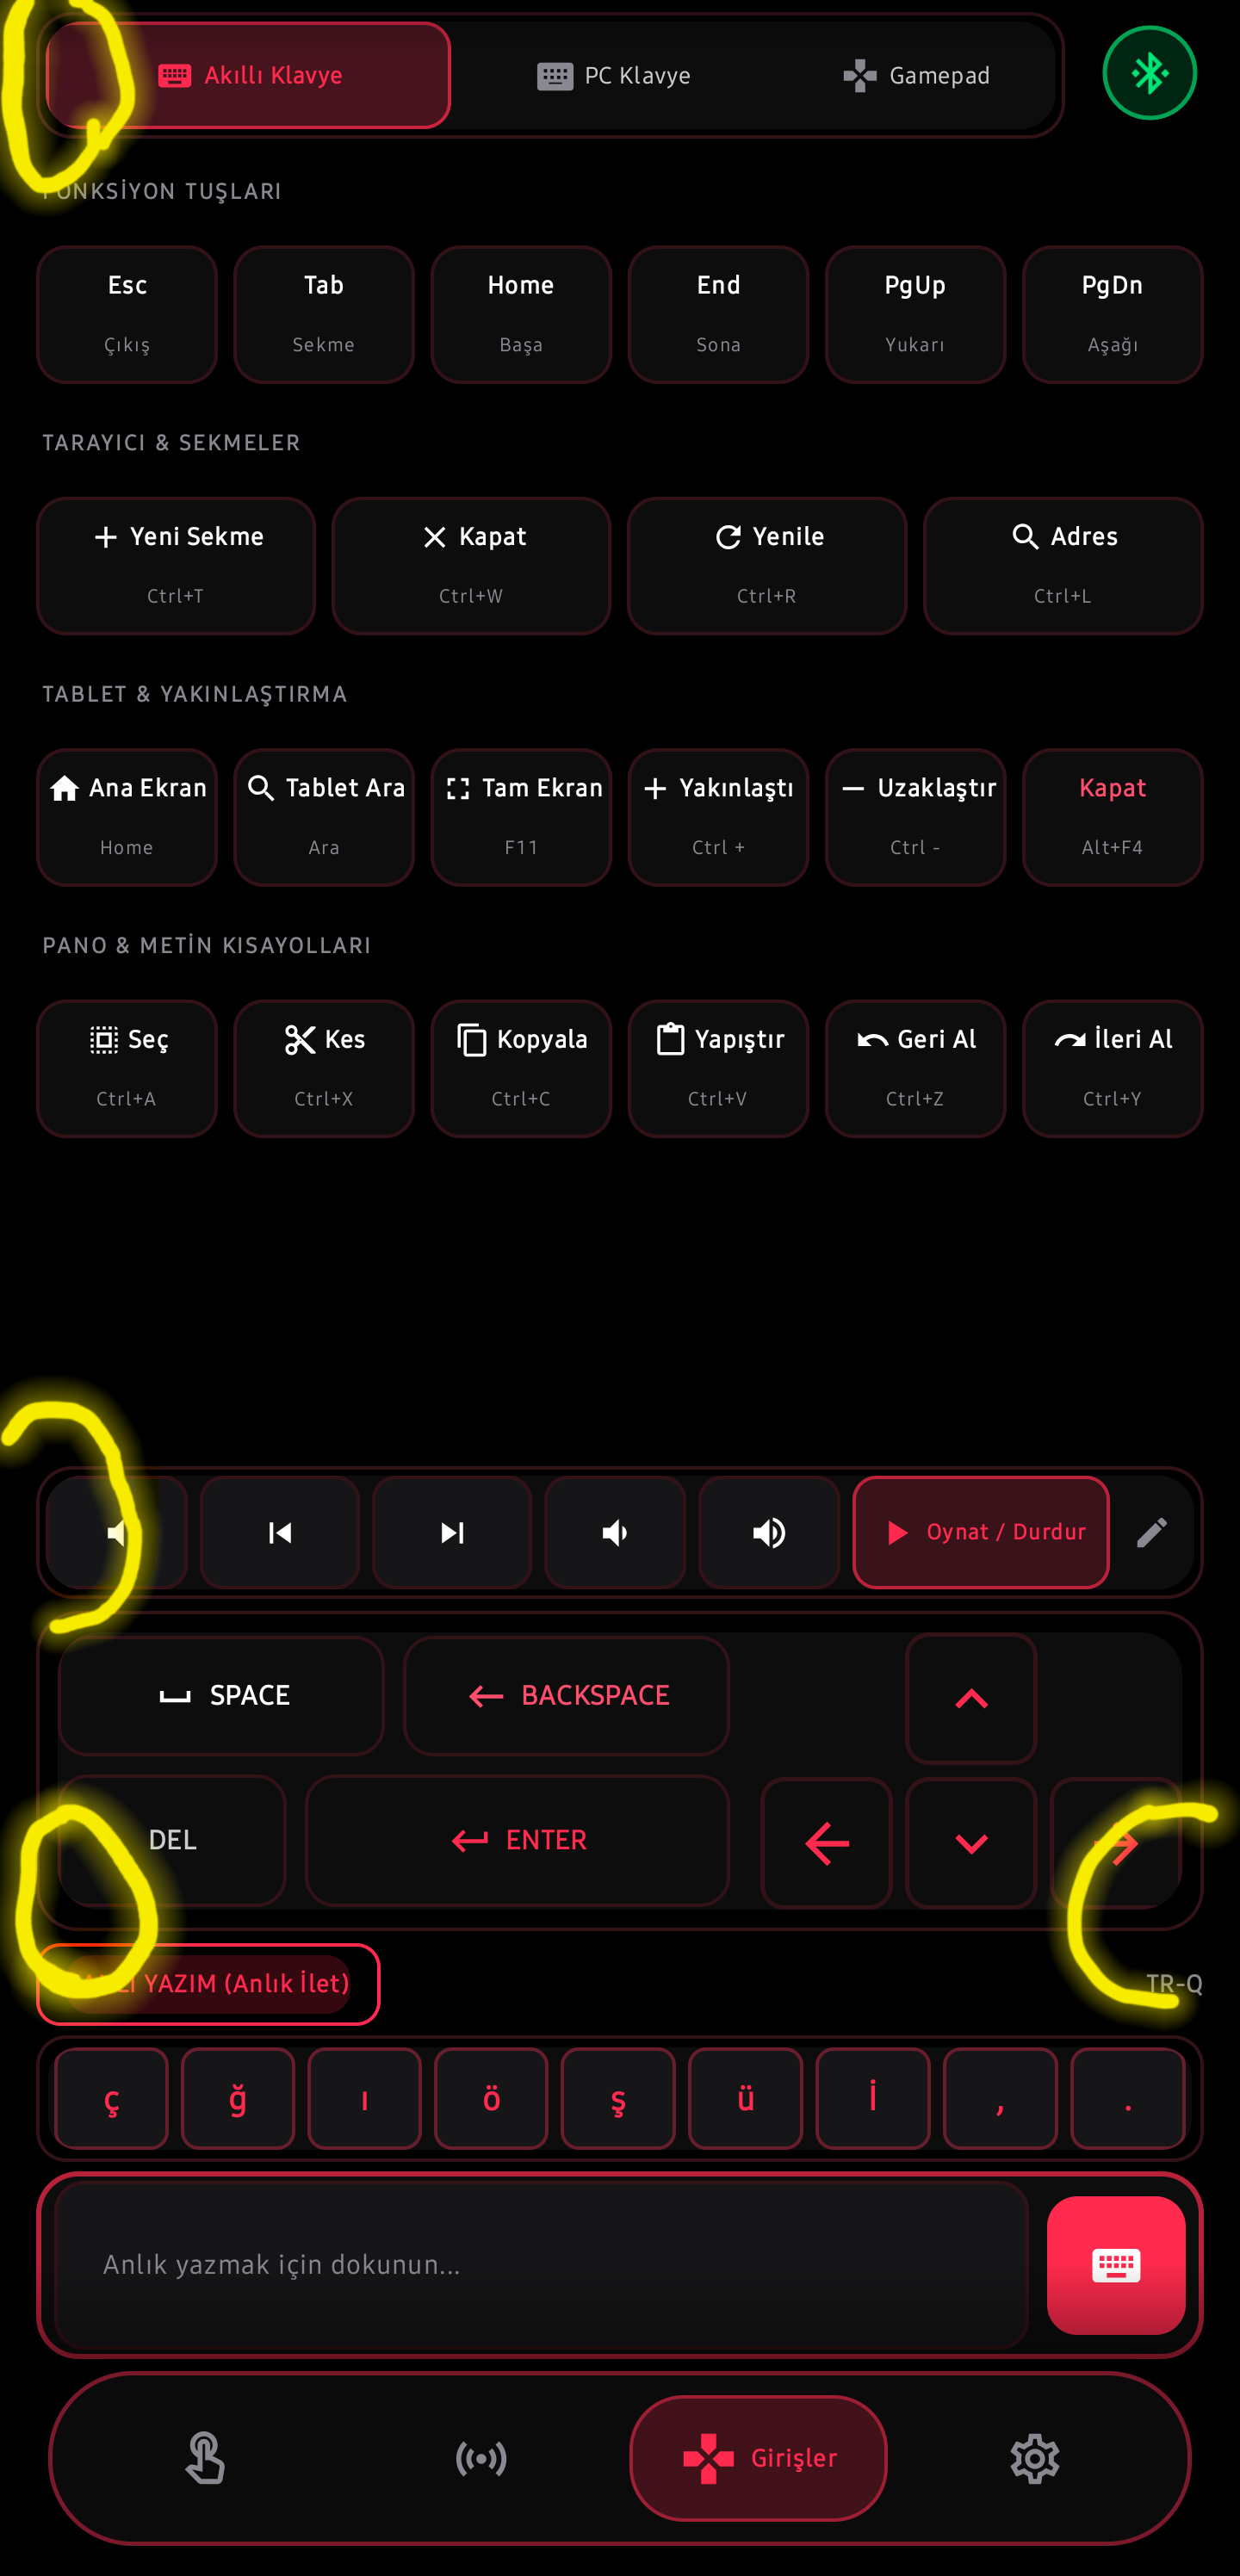 Akıllı Klavye PC Klavye Gamepad
FONKSİYON TUŞLARI
Esc Tab Home End PgUp PgDn
Çıkış Sekme Başa Sona Yukarı Aşağı
TARAYICI & SEKMELER
Yeni Sekme Kapat Yenile Adres
Ctrl+T Ctrl+W Ctrl+R Ctrl+L
TABLET & YAKINLAŞTIRMA
Ana Ekran Tablet Ara Tam Ekran Yakınlaştı Uzaklaştır Kapat
Home Ara F11 Ctrl + Ctrl - Alt+F4
PANO & METİN KISAYOLLARI
Seç Kes Kopyala Yapıştır Geri Al İleri Al
Ctrl+A Ctrl+X Ctrl+C Ctrl+V Ctrl+Z Ctrl+Y
Oynat / Durdur
SPACE BACKSPACE
DEL ENTER
YAZIM (Anlık İlet) TR-Q
ç ğ ı ö ş ü İ , .
Anlık yazmak için dokunun...
Girişler